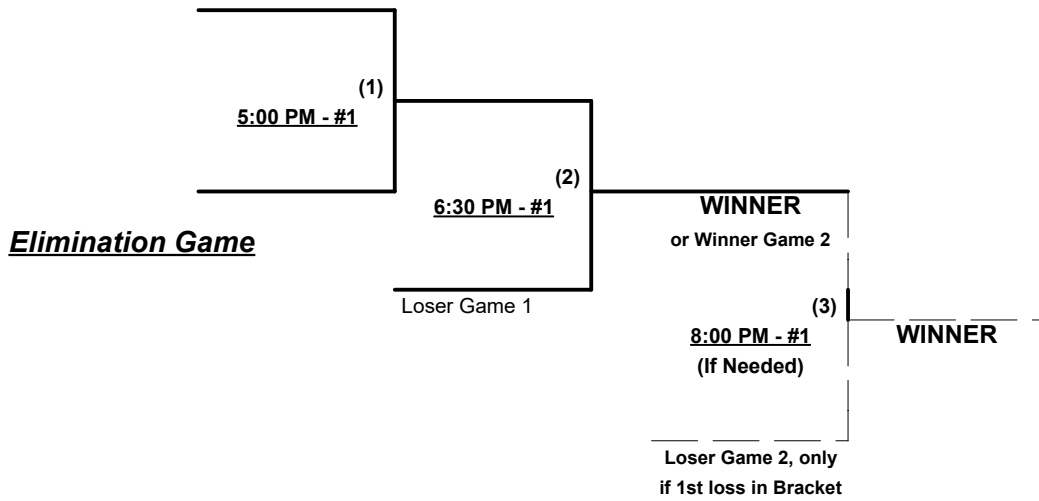 (1)
5:00 PM - #1
(2)
6:30 PM - #1
WINNER
or Winner Game 2
Elimination Game
Loser Game 1
(3)
8:00 PM - #1
(If Needed)
WINNER
Loser Game 2, only
if 1st loss in Bracket